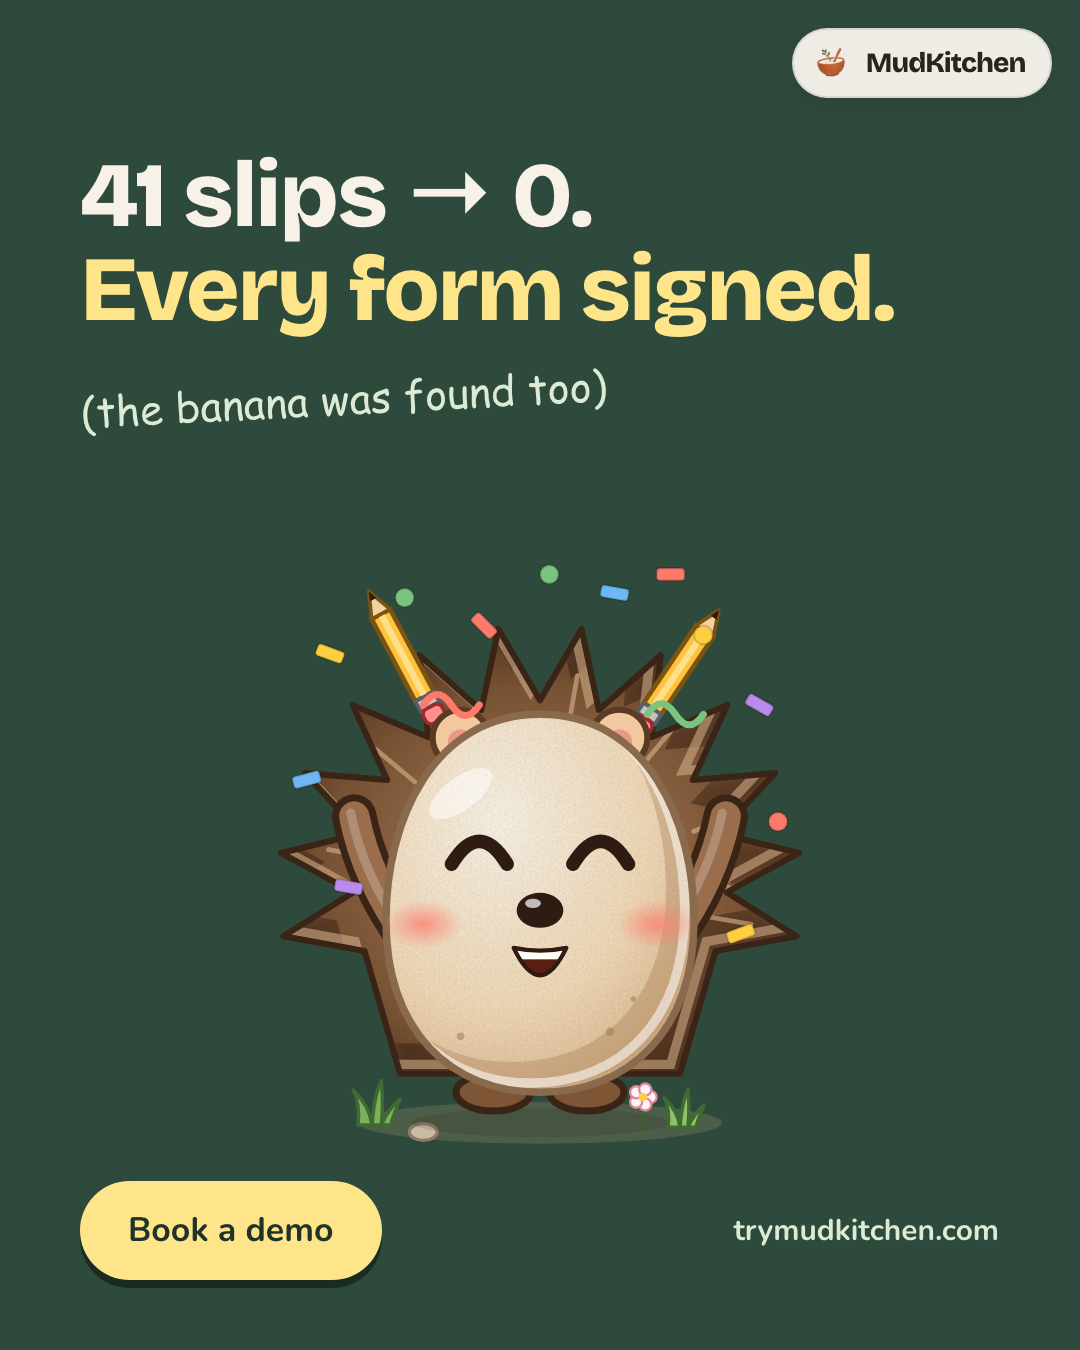 MudKitchen
41 slips → 0.
Every form signed.
(the banana was found too)
Book a demo
trymudkitchen.com